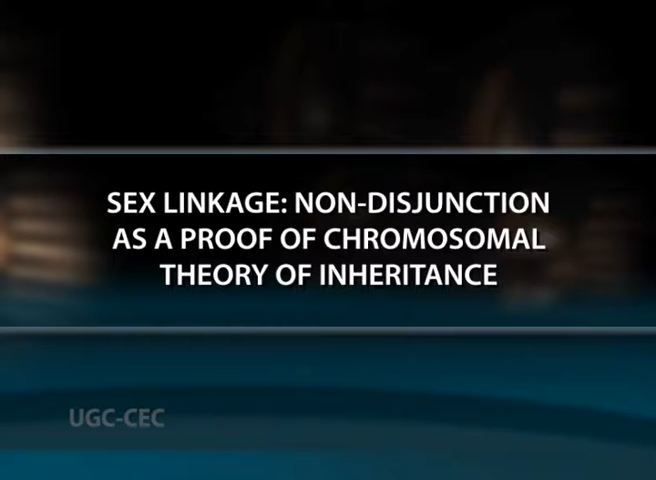 SEX LINKAGE: NON-DISJUNCTION
AS A PROOF OF CHROMOSOMAL
THEORY OF INHERITANCE
UGC-CEC